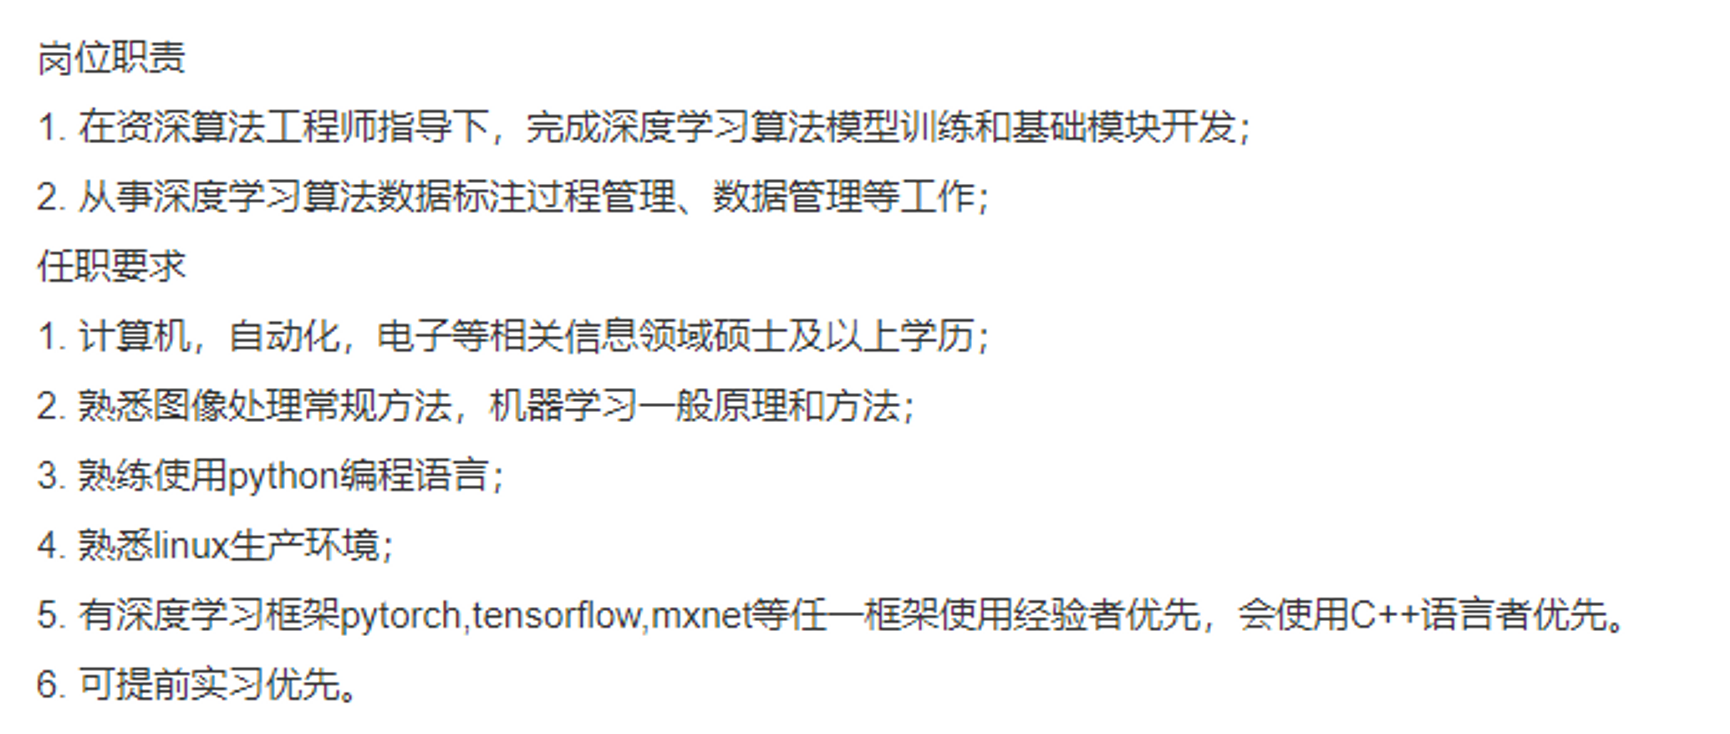 岗位职责
1. 在资深算法工程师指导下，完成深度学习算法模型训练和基础模块开发；
2. 从事深度学习算法数据标注过程管理、数据管理等工作；
任职要求
1. 计算机，自动化，电子等相关信息领域硕士及以上学历；
2. 熟悉图像处理常规方法，机器学习一般原理和方法；
3. 熟练使用python编程语言；
4. 熟悉linux生产环境；
5. 有深度学习框架pytorch,tensorflow,mxnet等任一框架使用经验者优先，会使用C++语言者优先。
6. 可提前实习优先。